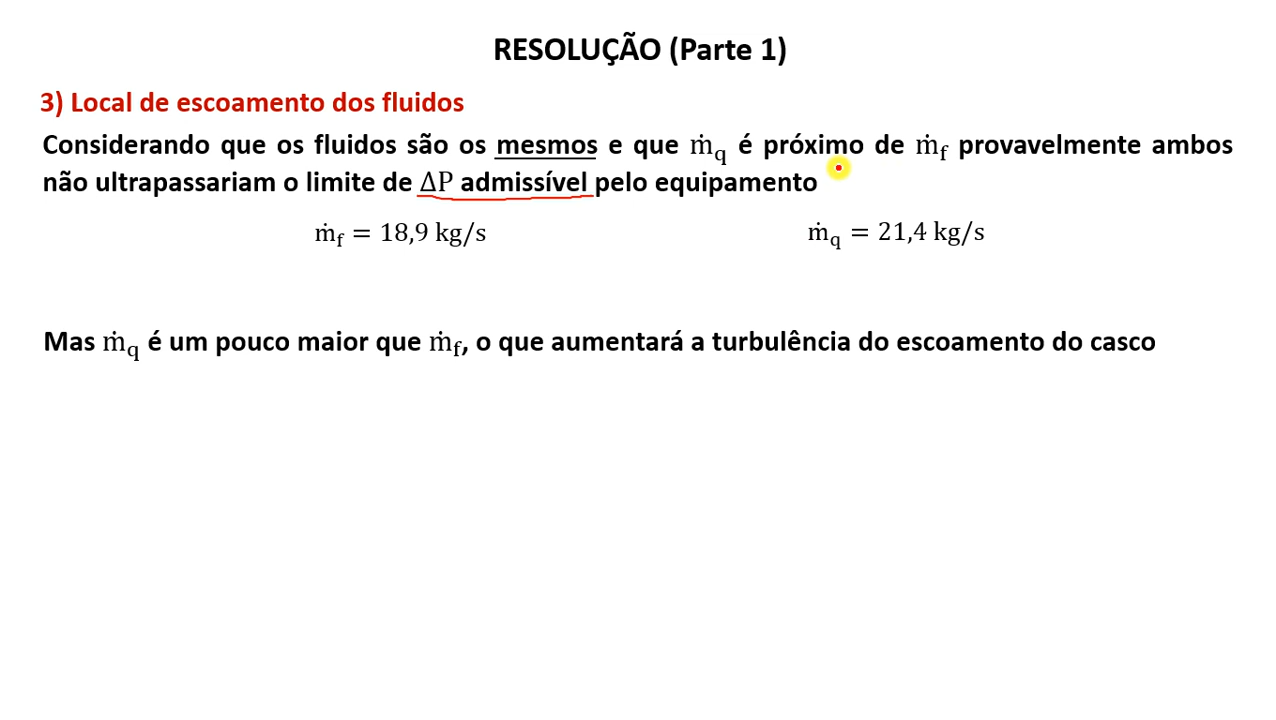 RESOLUÇÃO (Parte 1)
3) Local de escoamento dos fluidos
Considerando que os fluidos são os mesmos e que ṁq é próximo de ṁf provavelmente ambos
não ultrapassariam o limite de ΔP admissível pelo equipamento
ṁf = 18,9 kg/s ṁq = 21,4 kg/s
Mas ṁq é um pouco maior que ṁf, o que aumentará a turbulência do escoamento do casco